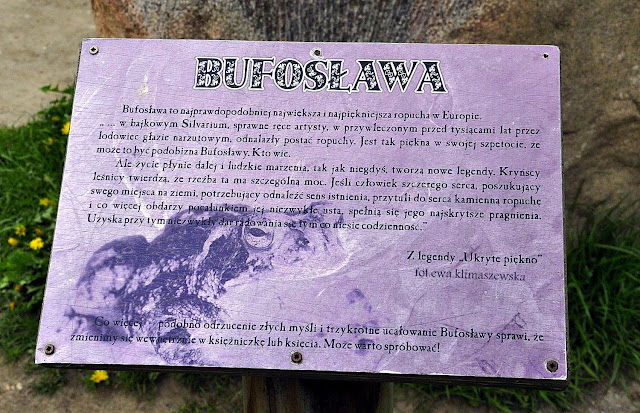 BUFOSŁAWA
Bufosława to najprawdopodobniej największa i najpiękniejsza ropucha w Europie.
„ ... w bajkowym Silvarium, sprawne ręce artysty, w przywleczonym przed tysiącami lat przez
lodowiec głazie narzutowym, odnalazły postać ropuchy. Jest tak piękna w swojej szpetocie, że
może to być podobizna Bufosławy. Kto wie.
Ale życie płynie dalej i ludzkie marzenia, tak jak niegdyś, tworzą nowe legendy. Kryńscy
leśnicy twierdzą, że rzeźba ta ma szczególną moc. Jeśli człowiek szczerego serca, poszukujący
swego miejsca na ziemi, potrzebujący odnaleźć sens istnienia, przytuli do serca kamienną ropuchę
i co więcej obdarzy pocałunkiem jej niezwykłe usta, spełnią się jego najskrytsze pragnienia.
Uzyska przy tym niezwykły dar radowania się tym co niesie codzienność.”
Z legendy „Ukryte piękno”
fot ewa klimaszewska
Co więcej - podobno odrzucenie złych myśli i trzykrotne ucałowanie Bufosławy sprawi, że
zmienimy się wewnętrznie w księżniczkę lub księcia. Może warto spróbować!